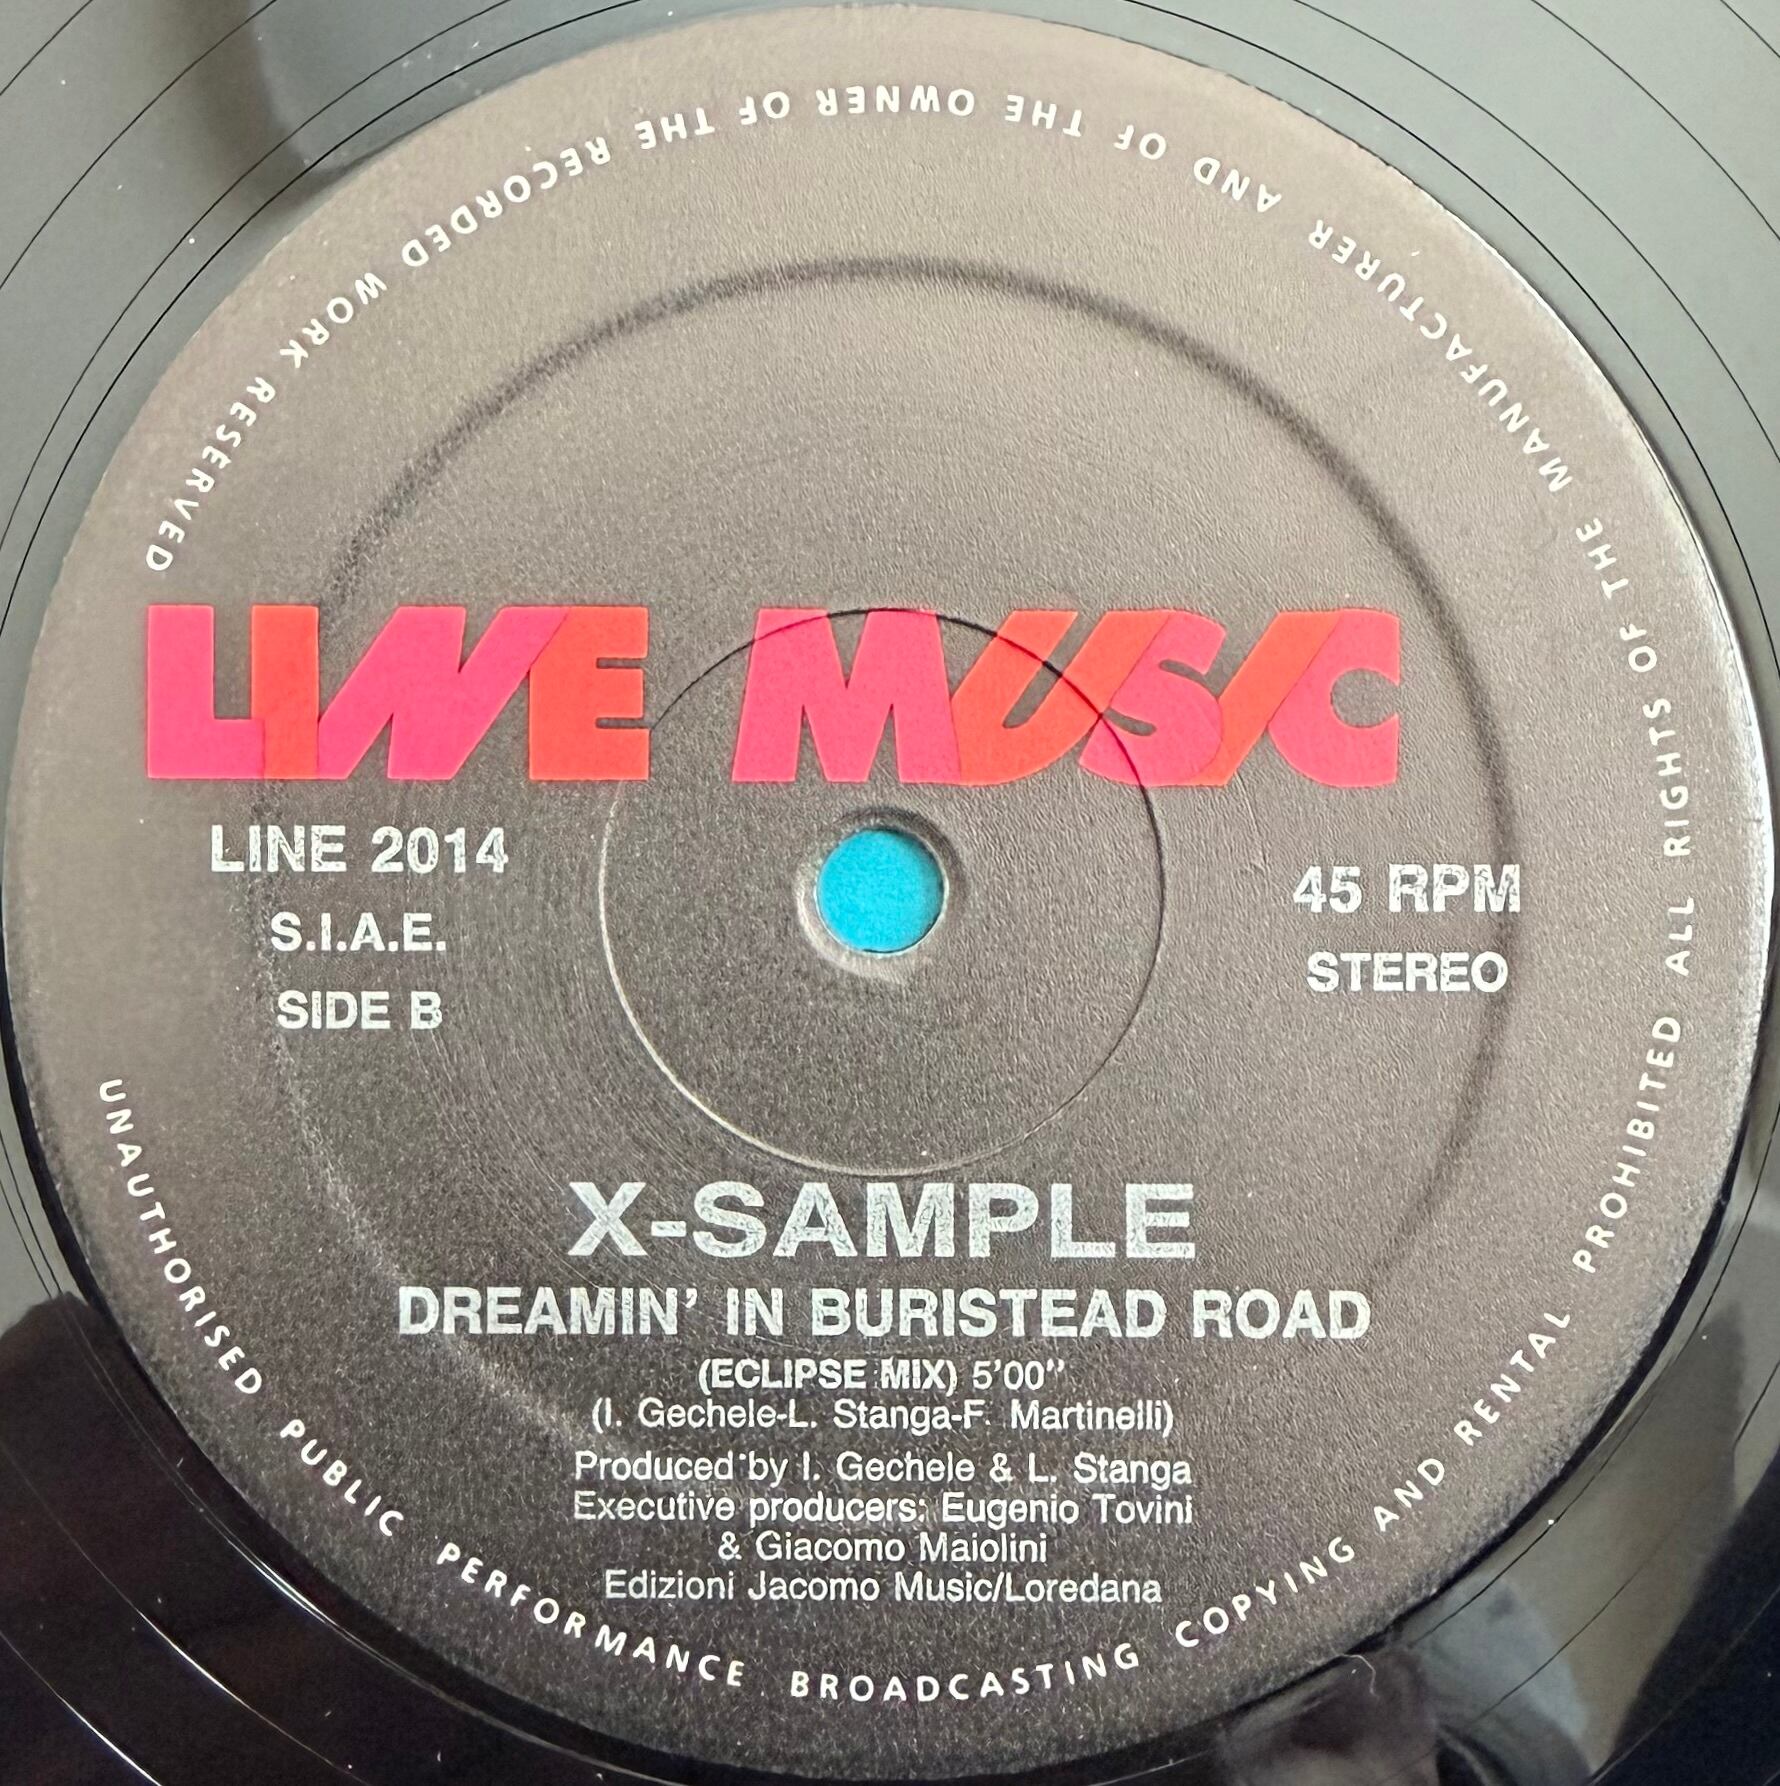 LINE MUSIC
LINE 2014
S.I.A.E.
SIDE B
45 RPM
STEREO
X-SAMPLE
DREAMIN' IN BURISTEAD ROAD
(ECLIPSE MIX) 5'00"
(I. Gechele-L. Stanga-F. Martinelli)
Produced by I. Gechele & L. Stanga
Executive producers: Eugenio Tovini
& Giacomo Maiolini
Edizioni Jacomo Music/Loredana
UNAUTHORISED PUBLIC PERFORMANCE BROADCASTING COPYING AND RENTAL PROHIBITED ALL RIGHTS OF THE MANUFACTURER AND OF THE OWNER OF THE RECORDED WORK RESERVED